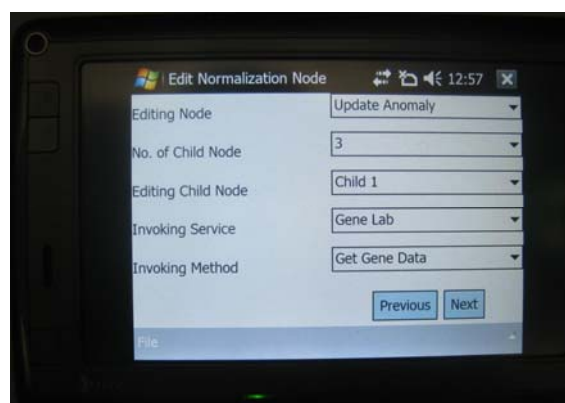 Edit Normalization Node 12:57
Editing Node Update Anomaly
No. of Child Node 3
Editing Child Node Child 1
Invoking Service Gene Lab
Invoking Method Get Gene Data
Previous Next
File